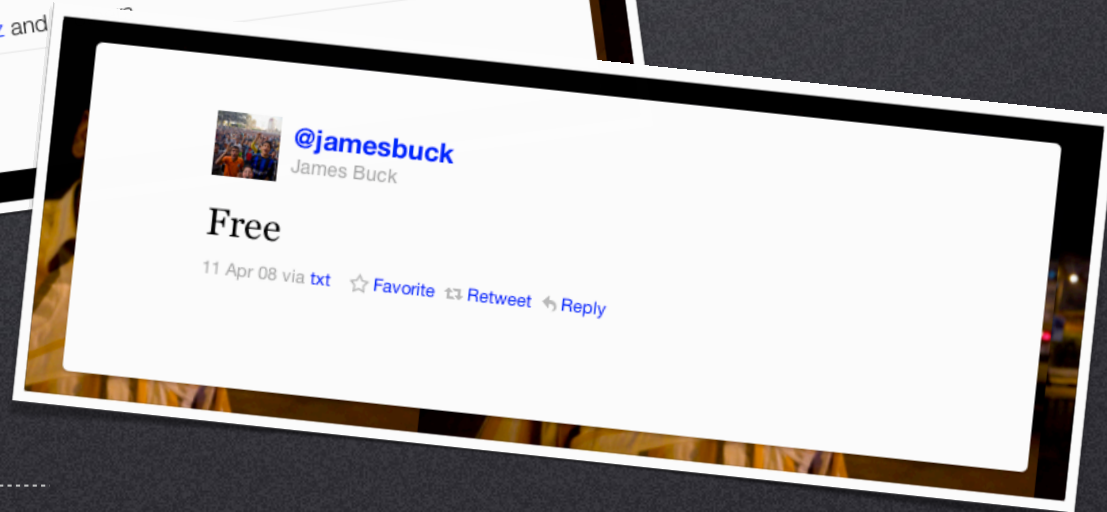 and
@jamesbuck
James Buck
Free
11 Apr 08 via txt Favorite Retweet Reply